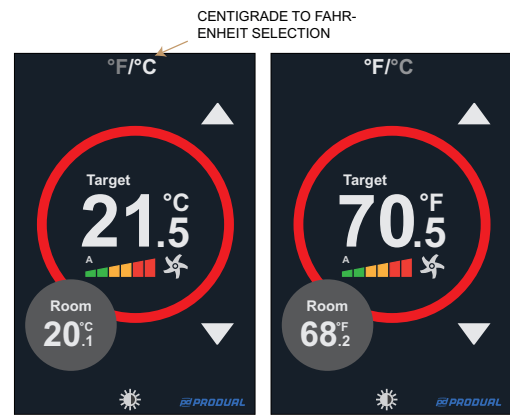 CENTIGRADE TO FAHR-
ENHEIT SELECTION
°F/°C
Target
21.5 °C
A
Room
20.1 °C
PRODUAL
°F/°C
Target
70.5 °F
A
Room
68.2 °F
PRODUAL